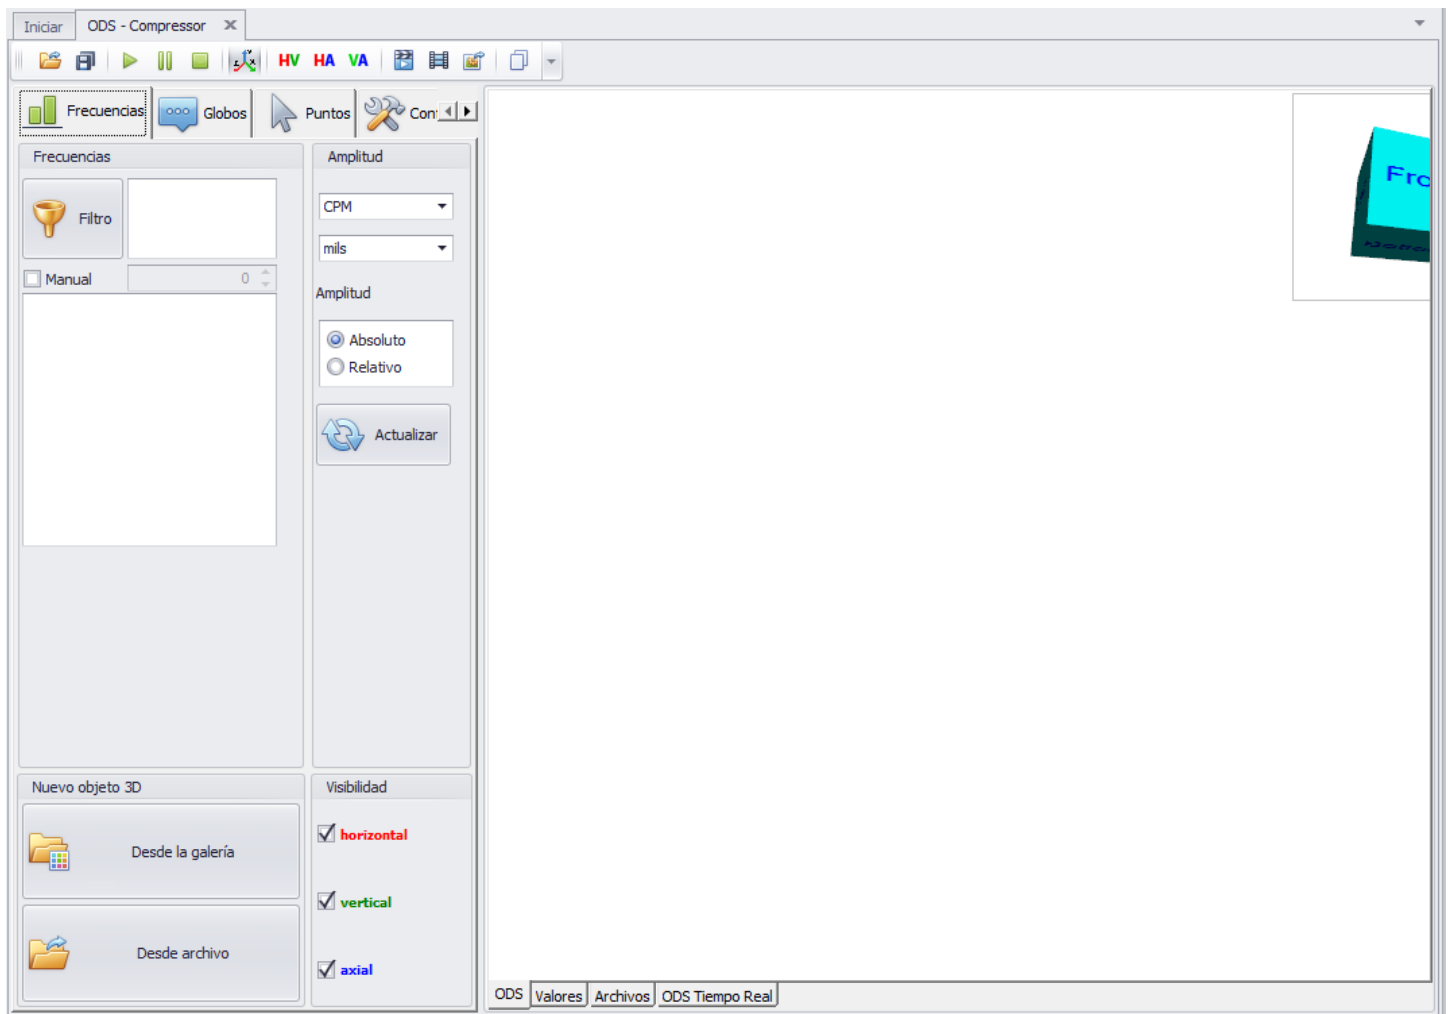 Iniciar
ODS - Compressor
HV HA VA
Frecuencias
Globos
Puntos
Con
Frecuencias
Amplitud
Filtro
CPM
mils
Manual
0
Amplitud
Absoluto
Relativo
Actualizar
Nuevo objeto 3D
Visibilidad
Desde la galería
horizontal
vertical
Desde archivo
axial
ODS
Valores
Archivos
ODS Tiempo Real
Fro